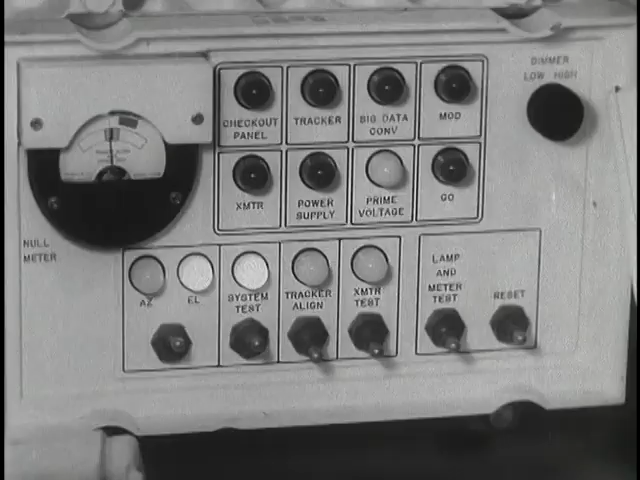 DIMMER
LOW HIGH
CHECKOUT
PANEL
TRACKER
SIG DATA
CONV
MOD
XMTR
POWER
SUPPLY
PRIME
VOLTAGE
GO
NULL
METER
AZ
EL
SYSTEM
TEST
TRACKER
ALIGN
XMTR
TEST
LAMP
AND
METER
TEST
RESET